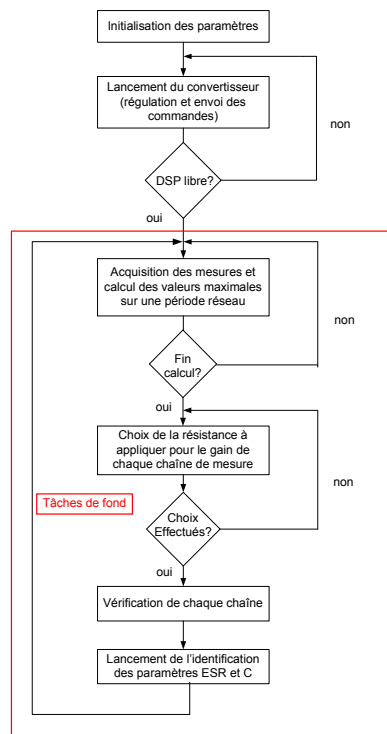 Initialisation des paramètres
Lancement du convertisseur
(régulation et envoi des
commandes)
non
DSP libre?
oui
Acquisition des mesures et
calcul des valeurs maximales
sur une période réseau
non
Fin
calcul?
oui
Choix de la résistance à
appliquer pour le gain de
chaque chaîne de mesure
non
Tâches de fond
Choix
Effectués?
oui
Vérification de chaque chaîne
Lancement de l'identification
des paramètres ESR et C